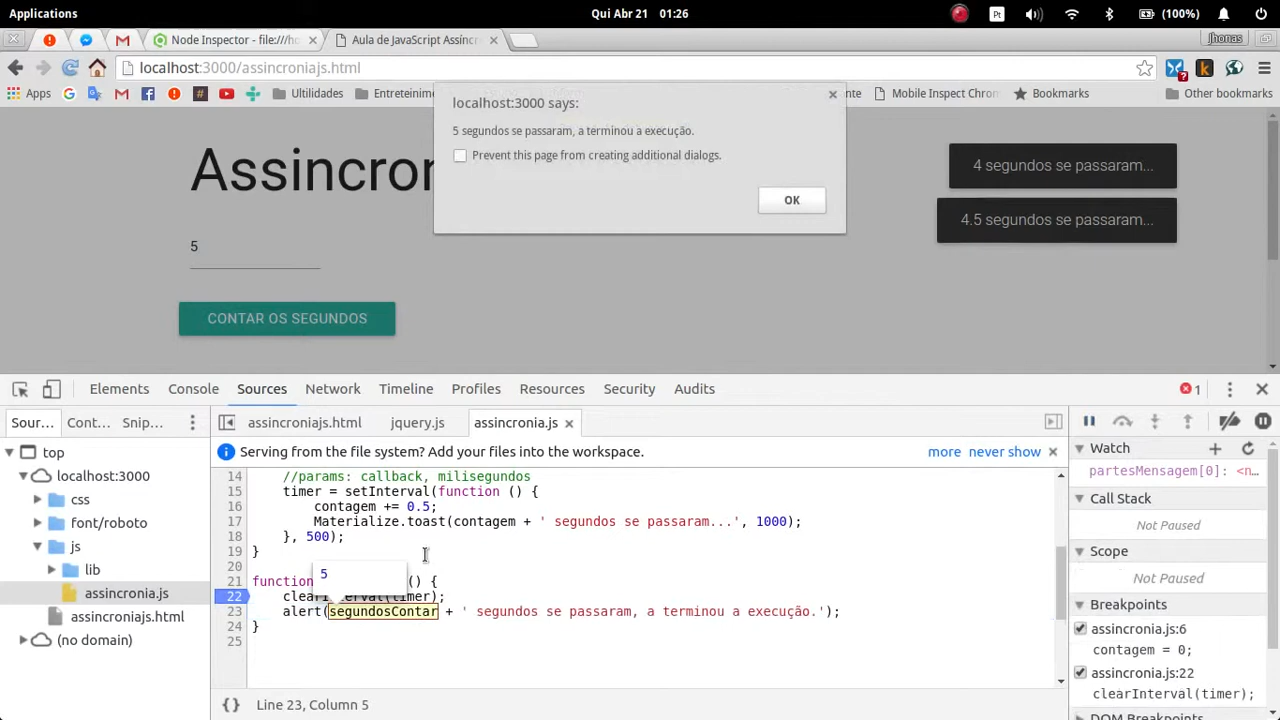 Applications
Qui Abr 21 01:26
Pt
(100%)
Node Inspector - file:///ho
Aula de JavaScript Assínc
Jhonas
localhost:3000/assincroniajs.html
Apps
Ultilidades
Entreteinime
Mobile Inspect Chrom
Bookmarks
Other bookmarks
localhost:3000 says:
5 segundos se passaram, a terminou a execução.
Prevent this page from creating additional dialogs.
OK
Assincron
5
CONTAR OS SEGUNDOS
4 segundos se passaram...
4.5 segundos se passaram...
Elements Console Sources Network Timeline Profiles Resources Security Audits
1
Sour... Cont... Snip...
top
localhost:3000
css
font/roboto
js
lib
assincronia.js
assincroniajs.html
(no domain)
assincroniajs.html jquery.js assincronia.js
Serving from the file system? Add your files into the workspace. more never show
14 //params: callback, milisegundos
15 timer = setInterval(function () {
16 contagem += 0.5;
17 Materialize.toast(contagem + ' segundos se passaram...', 1000);
18 }, 500);
19 }
20
5
21 function () {
22 clearInterval(timer);
23 alert(segundosContar + ' segundos se passaram, a terminou a execução.');
24 }
25
{} Line 23, Column 5
Watch
partesMensagem[0]: <n...
Call Stack
Not Paused
Scope
Not Paused
Breakpoints
assincronia.js:6
contagem = 0;
assincronia.js:22
clearInterval(timer);
DOM Breakpoints